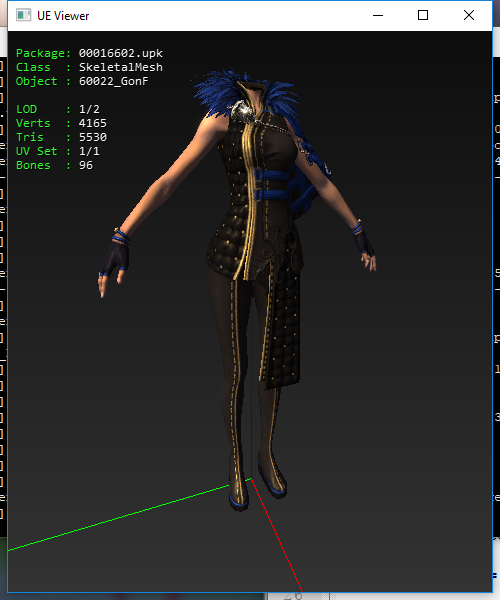 UE Viewer
Package: 00016602.upk
Class : SkeletalMesh
Object : 60022_GonF
LOD : 1/2
Verts : 4165
Tris : 5530
UV Set : 1/1
Bones : 96